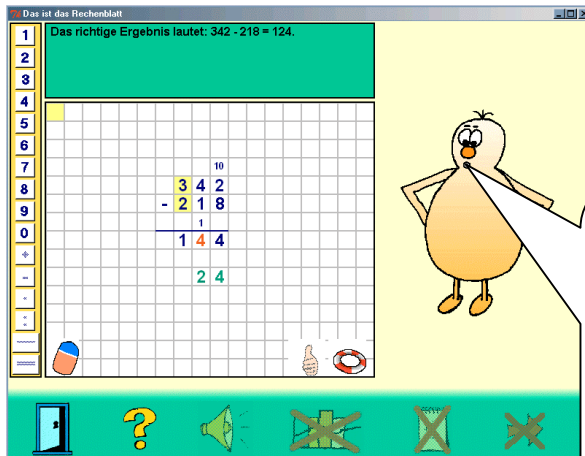 Das ist das Rechenblatt
Das richtige Ergebnis lautet: 342 - 218 = 124.
1
2
3
4
5
6
7
8
9
0
10
3 4 2
- 2 1 8
1
1 4 4
2 4
?